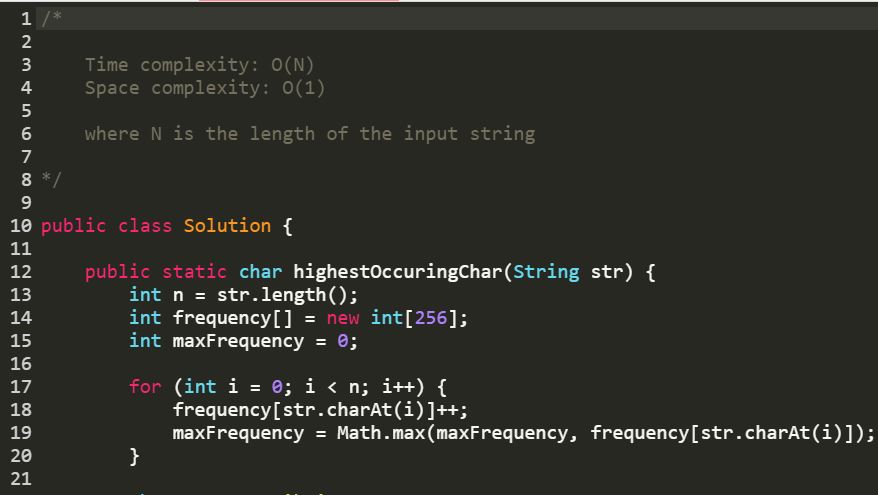 1 /*
2
3 Time complexity: O(N)
4 Space complexity: O(1)
5
6 where N is the length of the input string
7
8 */
9
10 public class Solution {
11
12 public static char highestOccuringChar(String str) {
13 int n = str.length();
14 int frequency[] = new int[256];
15 int maxFrequency = 0;
16
17 for (int i = 0; i < n; i++) {
18 frequency[str.charAt(i)]++;
19 maxFrequency = Math.max(maxFrequency, frequency[str.charAt(i)]);
20 }
21